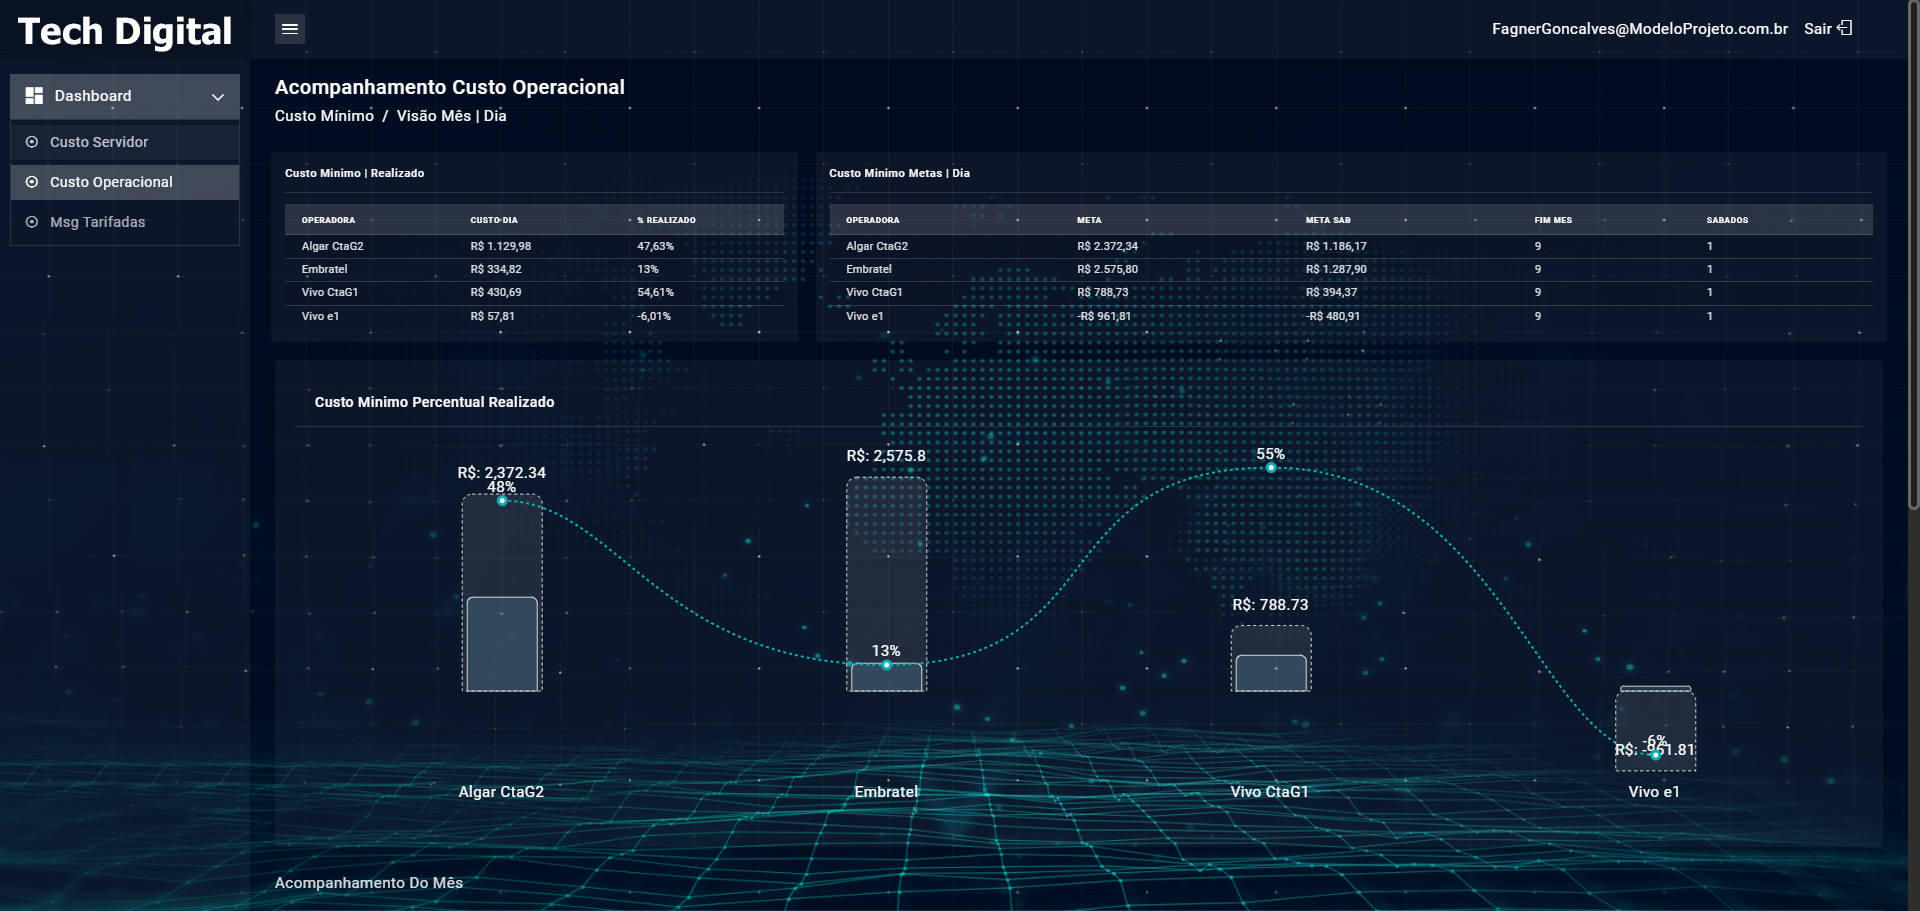 Tech Digital
FagnerGoncalves@ModeloProjeto.com.br Sair
Dashboard
Custo Servidor
Custo Operacional
Msg Tarifadas
Acompanhamento Custo Operacional
Custo Mínimo / Visão Mês | Dia
Custo Minimo | Realizado
OPERADORA CUSTO DIA % REALIZADO
Algar CtaG2 R$ 1.129,98 47,63%
Embratel R$ 334,82 13%
Vivo CtaG1 R$ 430,69 54,61%
Vivo e1 R$ 57,81 -6,01%
Custo Minimo Metas | Dia
OPERADORA META META SAB FIM MES SABADOS
Algar CtaG2 R$ 2.372,34 R$ 1.186,17 9 1
Embratel R$ 2.575,80 R$ 1.287,90 9 1
Vivo CtaG1 R$ 788,73 R$ 394,37 9 1
Vivo e1 -R$ 961,81 -R$ 480,91 9 1
Custo Minimo Percentual Realizado
R$: 2,372.34
48%
R$: 2,575.8
13%
55%
R$: 788.73
-6%
R$: -961.81
Algar CtaG2 Embratel Vivo CtaG1 Vivo e1
Acompanhamento Do Mês